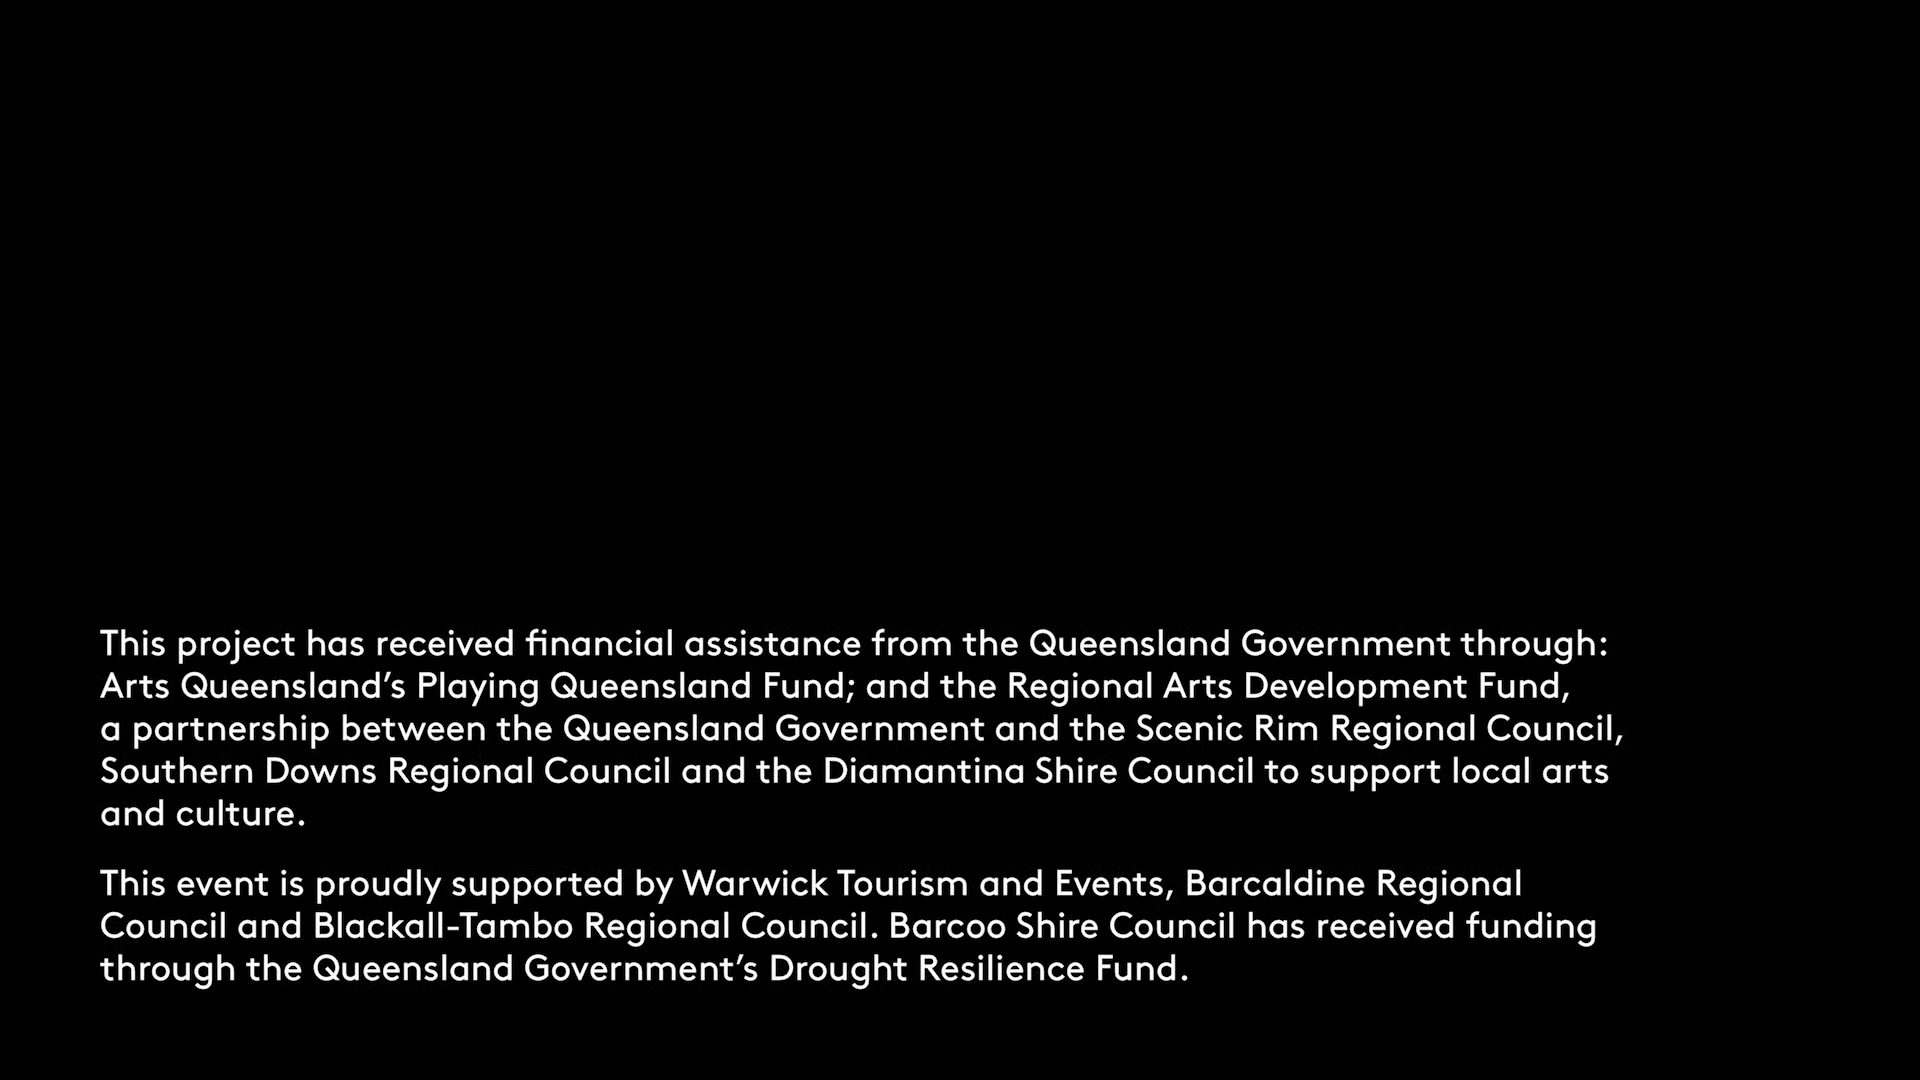 This project has received financial assistance from the Queensland Government through:
Arts Queensland’s Playing Queensland Fund; and the Regional Arts Development Fund,
a partnership between the Queensland Government and the Scenic Rim Regional Council,
Southern Downs Regional Council and the Diamantina Shire Council to support local arts
and culture.
This event is proudly supported by Warwick Tourism and Events, Barcaldine Regional
Council and Blackall-Tambo Regional Council. Barcoo Shire Council has received funding
through the Queensland Government’s Drought Resilience Fund.